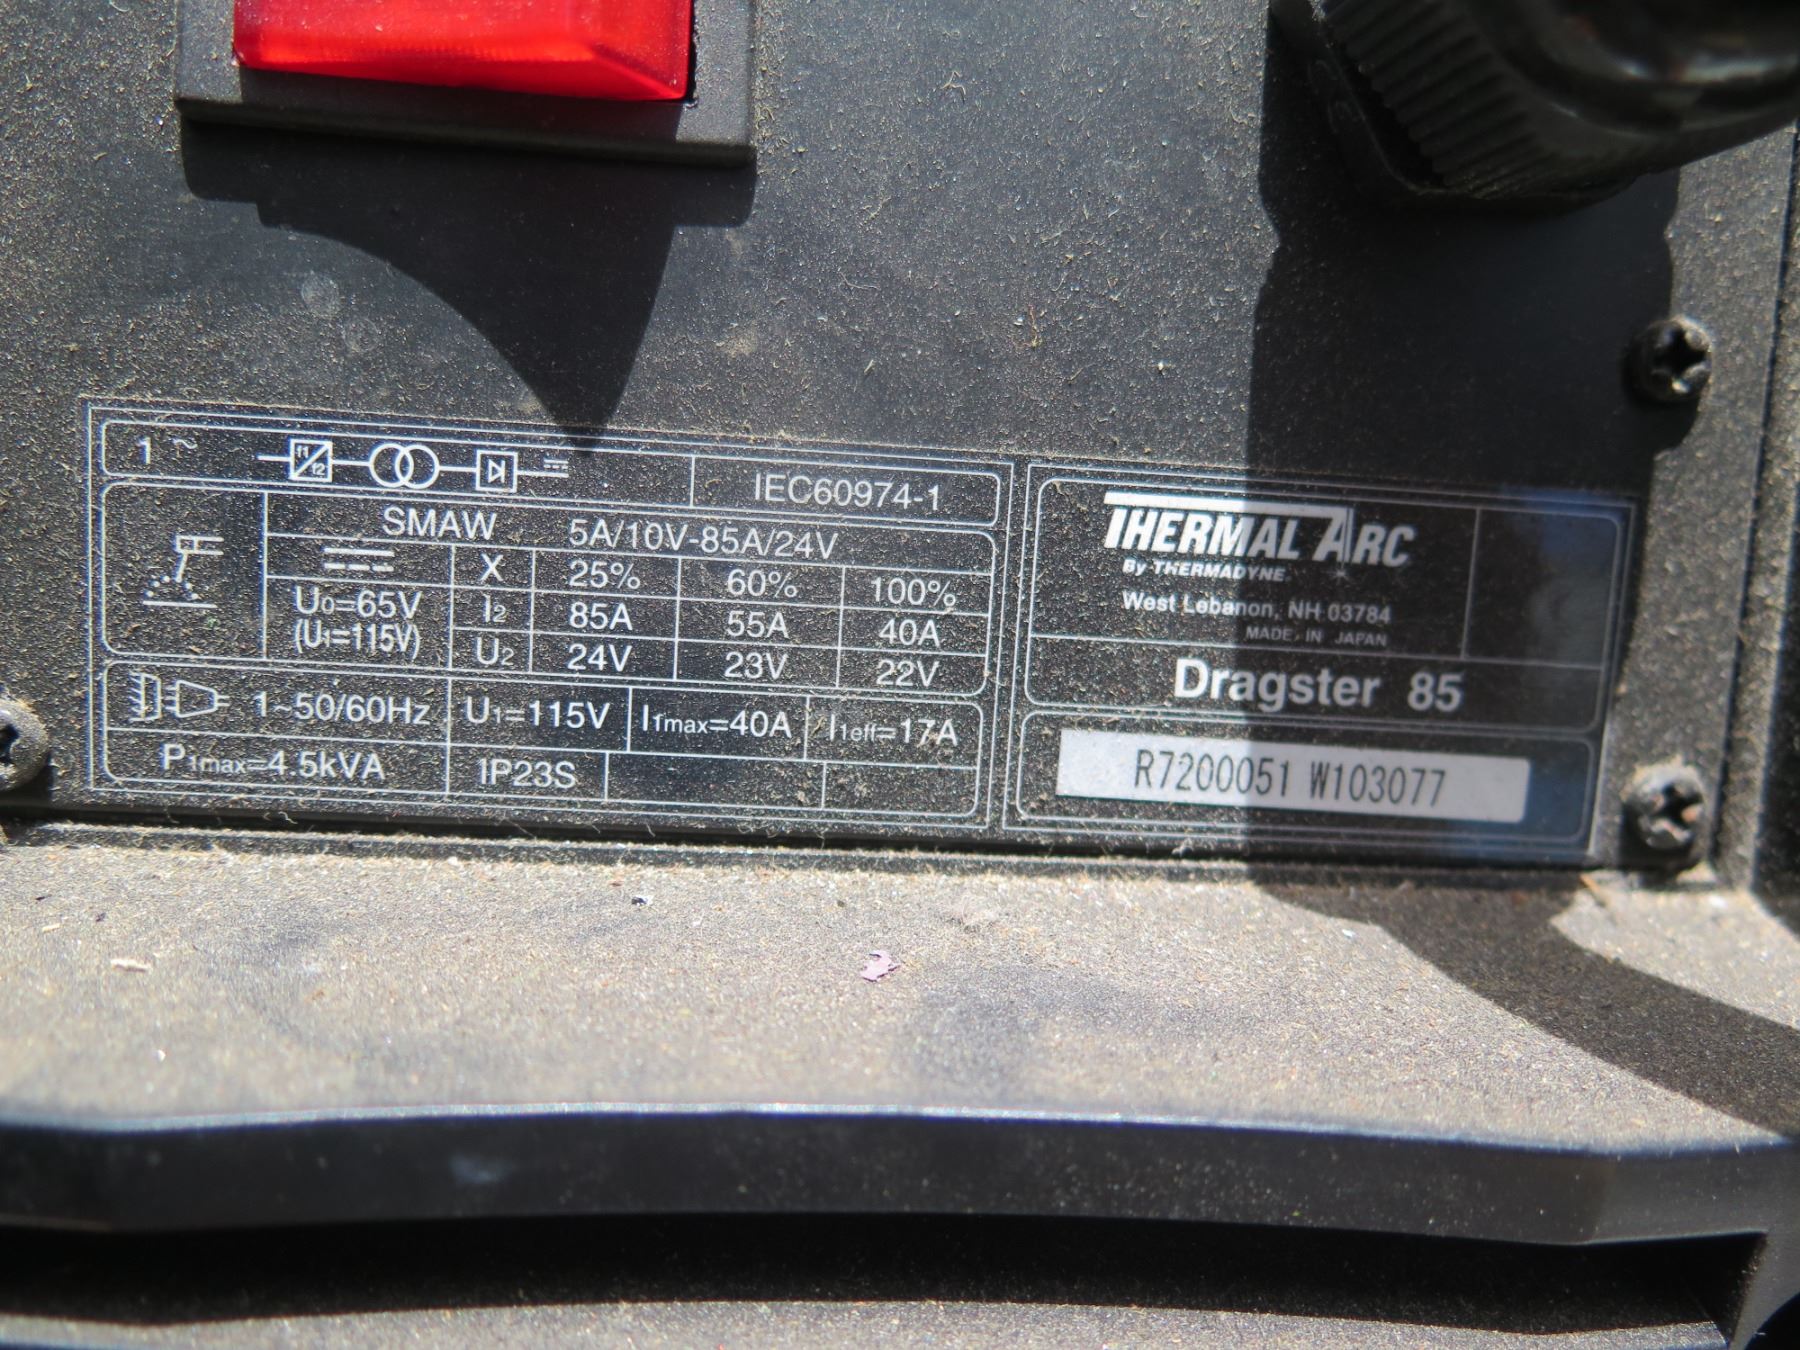 1 ~ f1 f2 IEC60974-1
SMAW 5A/10V-85A/24V
X 25% 60% 100%
U0=65V I2 85A 55A 40A
(U1=115V) U2 24V 23V 22V
1~50/60Hz U1=115V I1max=40A I1eff=17A
P1max=4.5kVA IP23S
THERMAL ARC
By THERMADYNE
West Lebanon, NH 03784
MADE IN JAPAN
Dragster 85
R7200051 W103077